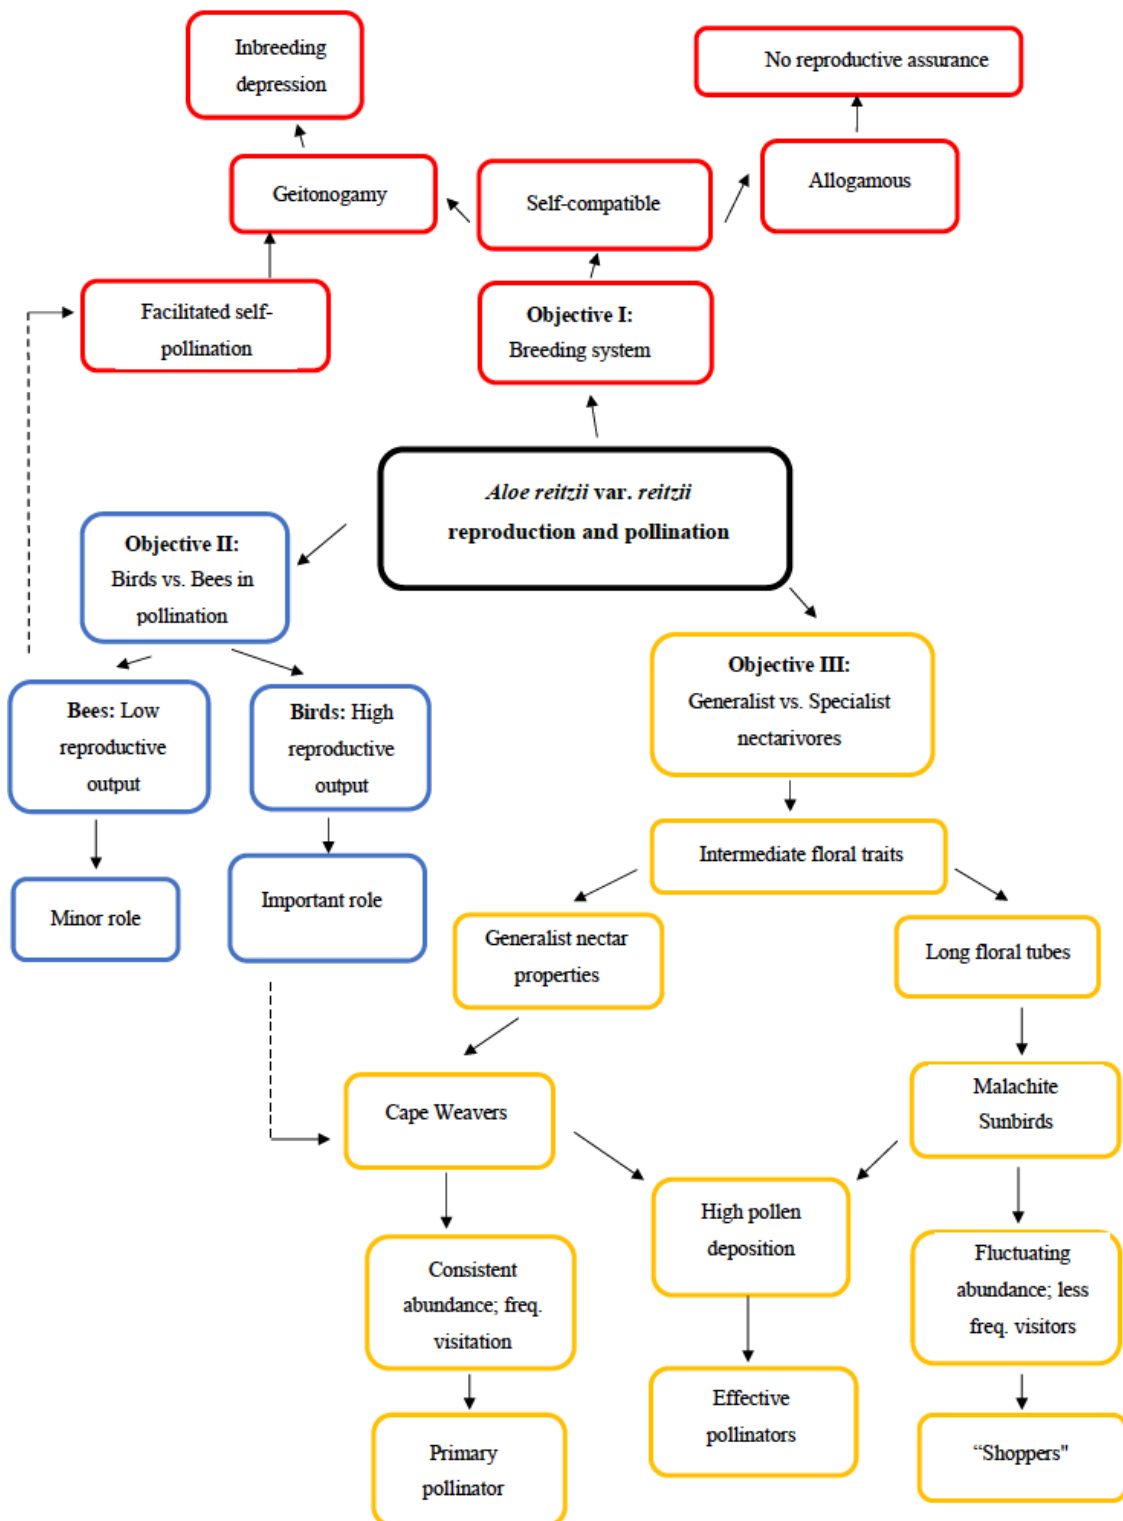 Inbreeding
depression
No reproductive assurance
Geitonogamy
Self-compatible
Allogamous
Facilitated self-
pollination
Objective I:
Breeding system
Aloe reitzii var. reitzii
reproduction and pollination
Objective II:
Birds vs. Bees in
pollination
Objective III:
Generalist vs. Specialist
nectarivores
Bees: Low
reproductive
output
Birds: High
reproductive
output
Intermediate floral traits
Minor role
Important role
Generalist nectar
properties
Long floral tubes
Cape Weavers
Malachite
Sunbirds
High pollen
deposition
Consistent
abundance; freq.
visitation
Fluctuating
abundance; less
freq. visitors
Primary
pollinator
Effective
pollinators
“Shoppers"